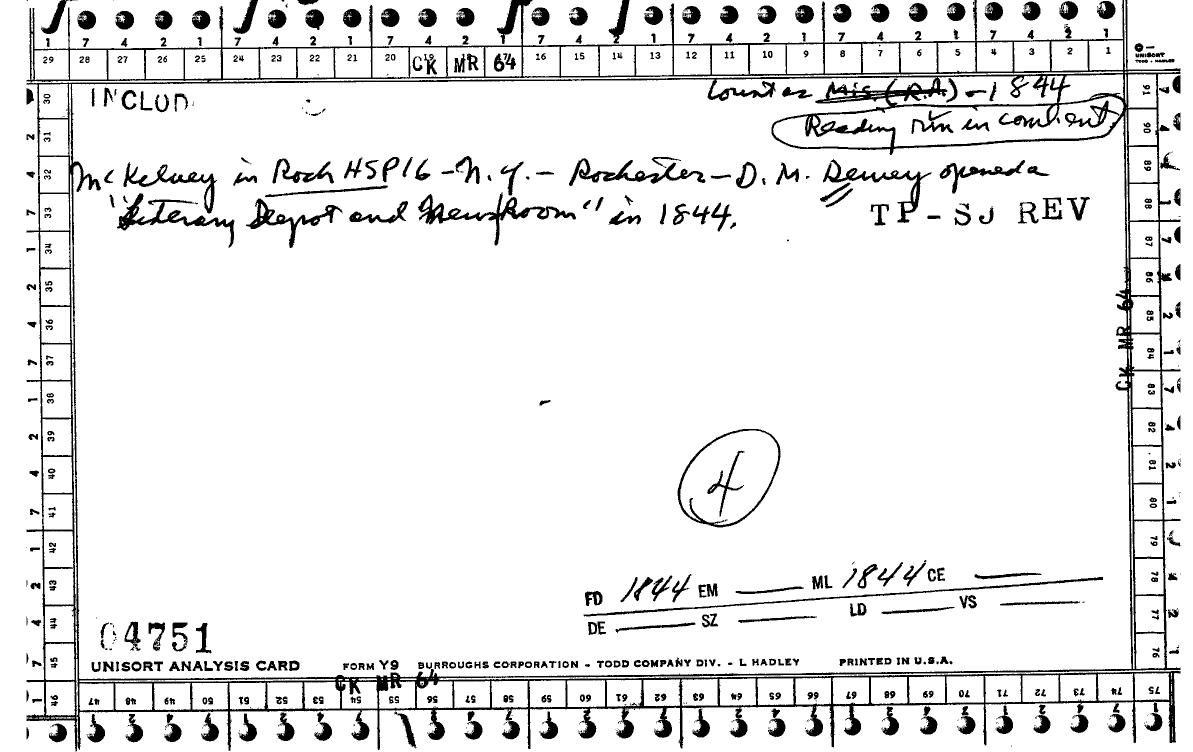 1 7 4 2 1 7 4 2 1 7 4 2 1 7 4 2 1 7 4 2 1 7 4 2 1 7 4 2 1
29 28 27 26 25 24 23 22 21 20 CK MR 64 16 15 14 13 12 11 10 9 8 7 6 5 4 3 2 1
UNISORT
TODD - HADLEY
INCLUD
Count as Mis. (R.A.) - 1844
Reading rm in comment.
McKelvey in Roch HSP16 - N.Y. - Rochester - D. M. Dewey opened a
"Literary Depot and News Room" in 1844.
TP - SJ REV
30 31 32 33 34 35 36 37 38 39 40 41 42 43 44 45 46
91 90 89 88 87 86 85 84 83 82 81 80 79 78 77 76 75
CK MR 64
4
FD 1844 EM ML 1844 CE
DE SZ LD VS
04751
UNISORT ANALYSIS CARD FORM Y9 BURROUGHS CORPORATION - TODD COMPANY DIV. - L HADLEY PRINTED IN U.S.A.
CK MR 64
47 48 49 50 51 52 53 54 55 56 57 58 59 60 61 62 63 64 65 66 67 68 69 70 71 72 73 74